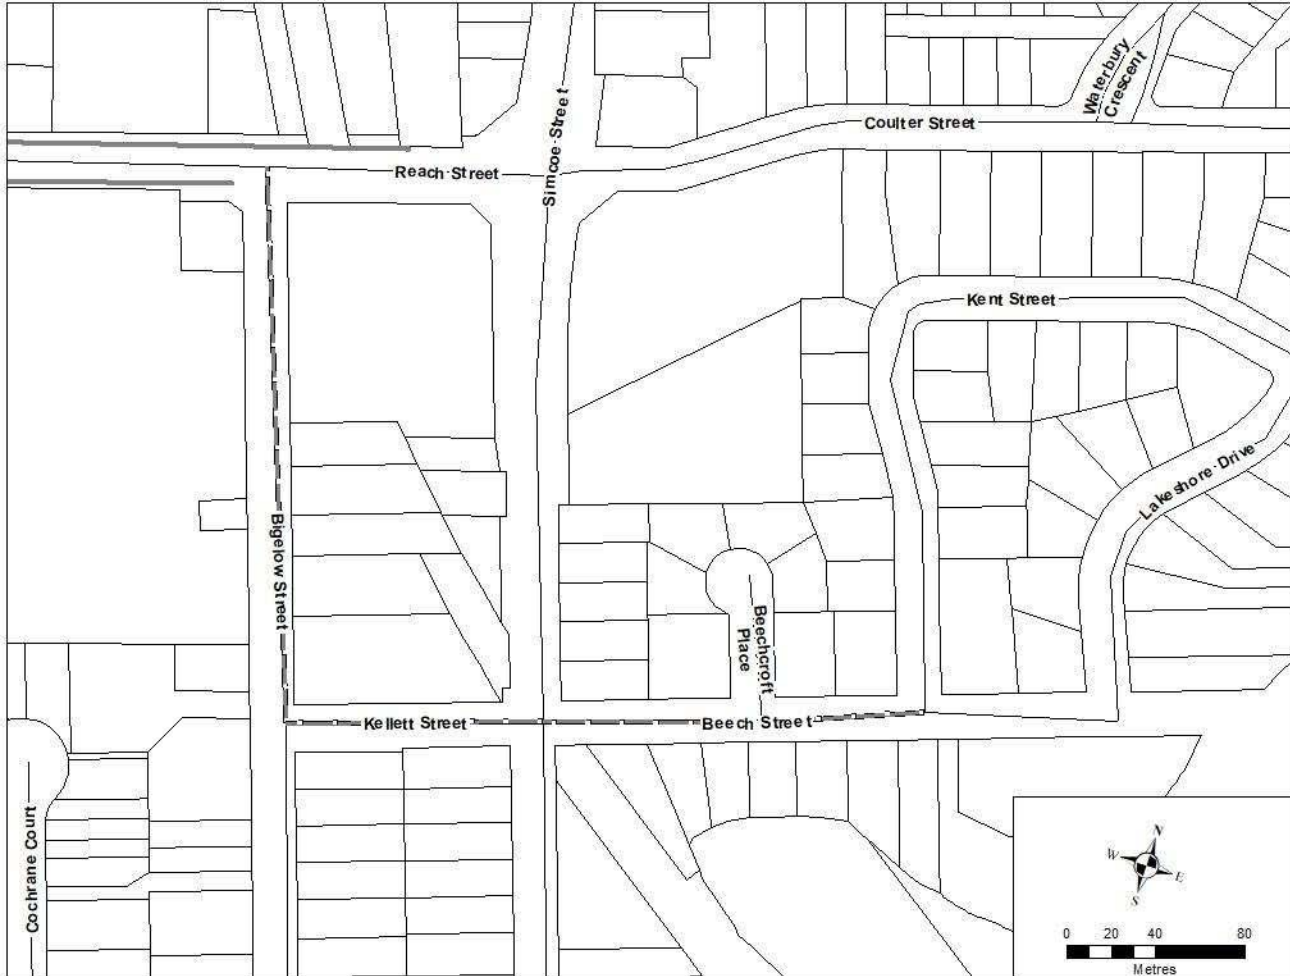 Waterbury
Crescent
Coulter Street
Simcoe Street
Reach Street
Kent Street
Lakeshore Drive
Bigelow Street
Beechcroft
Place
Kellett Street
Beech Street
Cochrane Court
N
W
E
S
0 20 40 80
Metres